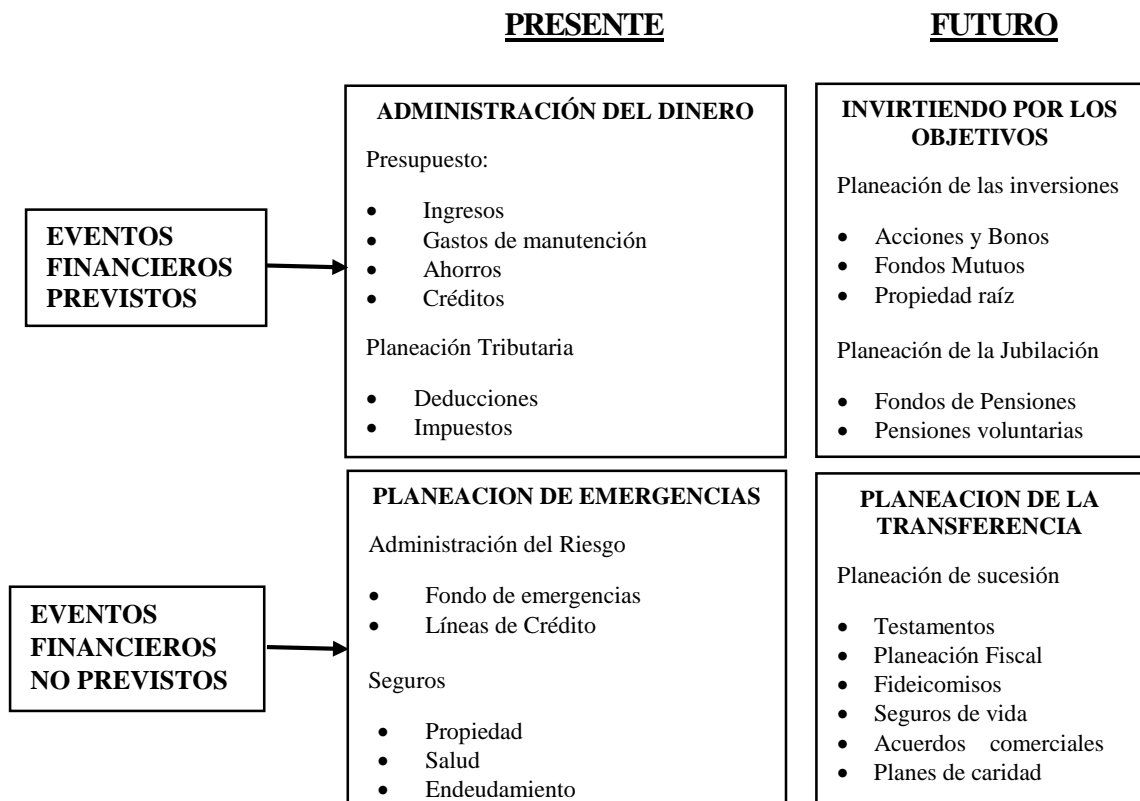 PRESENTE
FUTURO
EVENTOS
FINANCIEROS
PREVISTOS
ADMINISTRACIÓN DEL DINERO
Presupuesto:
• Ingresos
• Gastos de manutención
• Ahorros
• Créditos
Planeación Tributaria
• Deducciones
• Impuestos
INVIRTIENDO POR LOS
OBJETIVOS
Planeación de las inversiones
• Acciones y Bonos
• Fondos Mutuos
• Propiedad raíz
Planeación de la Jubilación
• Fondos de Pensiones
• Pensiones voluntarias
EVENTOS
FINANCIEROS
NO PREVISTOS
PLANEACION DE EMERGENCIAS
Administración del Riesgo
• Fondo de emergencias
• Líneas de Crédito
Seguros
• Propiedad
• Salud
• Endeudamiento
PLANEACION DE LA
TRANSFERENCIA
Planeación de sucesión
• Testamentos
• Planeación Fiscal
• Fideicomisos
• Seguros de vida
• Acuerdos comerciales
• Planes de caridad